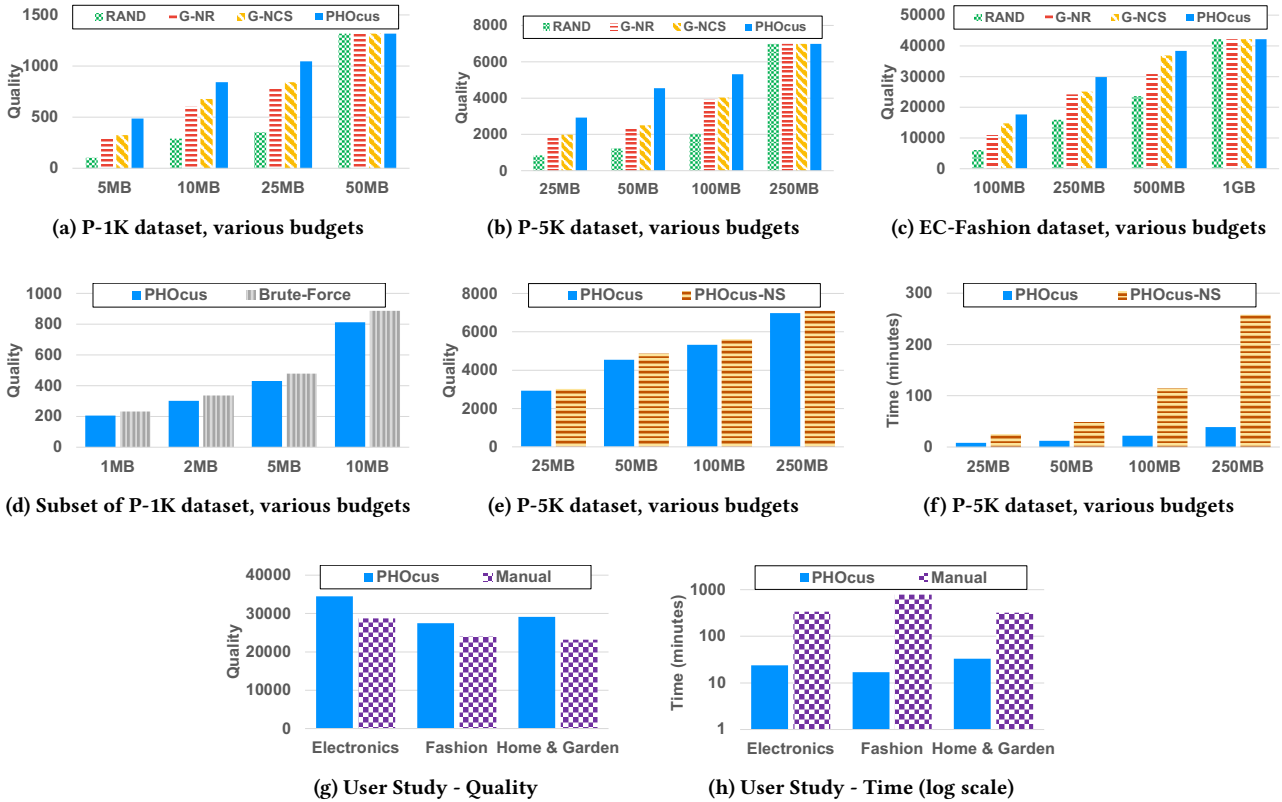 1500
RAND G-NR G-NCS PHOcus
1000
500
0
Quality
5MB 10MB 25MB 50MB
(a) P-1K dataset, various budgets
8000
RAND G-NR G-NCS PHOcus
6000
4000
2000
0
Quality
25MB 50MB 100MB 250MB
(b) P-5K dataset, various budgets
50000
RAND G-NR G-NCS PHOcus
40000
30000
20000
10000
0
Quality
100MB 250MB 500MB 1GB
(c) EC-Fashion dataset, various budgets
1000
PHOcus Brute-Force
800
600
400
200
0
Quality
1MB 2MB 5MB 10MB
(d) Subset of P-1K dataset, various budgets
8000
PHOcus PHOcus-NS
6000
4000
2000
0
Quality
25MB 50MB 100MB 250MB
(e) P-5K dataset, various budgets
300
PHOcus PHOcus-NS
200
100
0
Time (minutes)
25MB 50MB 100MB 250MB
(f) P-5K dataset, various budgets
40000
PHOcus Manual
30000
20000
10000
0
Quality
Electronics Fashion Home & Garden
(g) User Study - Quality
1000
PHOcus Manual
100
10
1
Time (minutes)
Electronics Fashion Home & Garden
(h) User Study - Time (log scale)